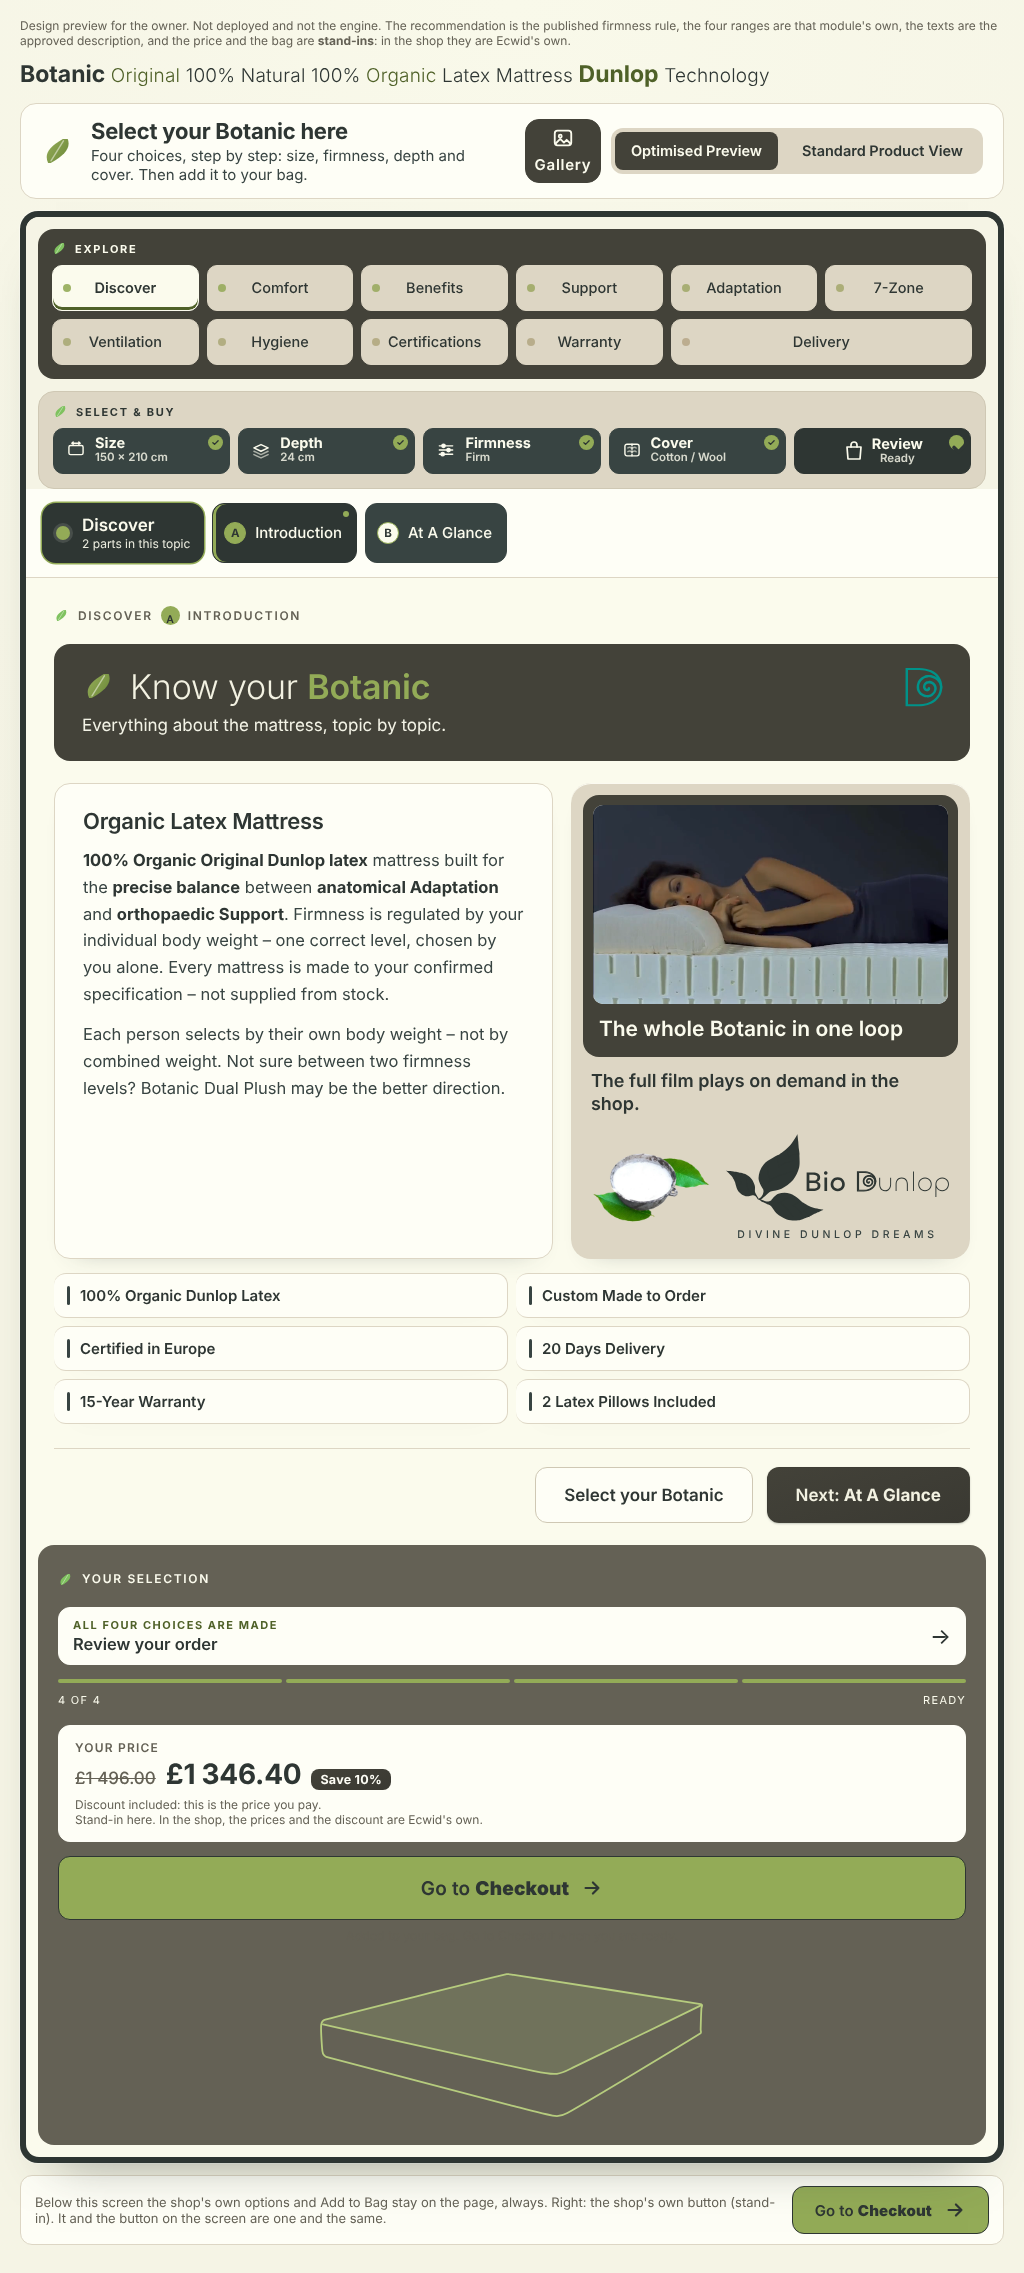 Design preview for the owner. Not deployed and not the engine. The recommendation is the published firmness rule, the four ranges are that module's own, the texts are the
approved description, and the price and the bag are stand-ins: in the shop they are Ecwid's own.
Botanic Original 100% Natural 100% Organic Latex Mattress Dunlop Technology
Select your Botanic here
Four choices, step by step: size, firmness, depth and
cover. Then add it to your bag.
Gallery
Optimised Preview
Standard Product View
EXPLORE
Discover
Comfort
Benefits
Support
Adaptation
7-Zone
Ventilation
Hygiene
Certifications
Warranty
Delivery
SELECT & BUY
Size
150 × 210 cm
Depth
24 cm
Firmness
Firm
Cover
Cotton / Wool
Review
Ready
Discover
2 parts in this topic
A Introduction
B At A Glance
DISCOVER A INTRODUCTION
Know your Botanic
Everything about the mattress, topic by topic.
Organic Latex Mattress
100% Organic Original Dunlop latex mattress built for
the precise balance between anatomical Adaptation
and orthopaedic Support. Firmness is regulated by your
individual body weight – one correct level, chosen by
you alone. Every mattress is made to your confirmed
specification – not supplied from stock.
Each person selects by their own body weight – not by
combined weight. Not sure between two firmness
levels? Botanic Dual Plush may be the better direction.
The whole Botanic in one loop
The full film plays on demand in the
shop.
Bio Dunlop
DIVINE DUNLOP DREAMS
100% Organic Dunlop Latex
Custom Made to Order
Certified in Europe
20 Days Delivery
15-Year Warranty
2 Latex Pillows Included
Select your Botanic
Next: At A Glance
YOUR SELECTION
ALL FOUR CHOICES ARE MADE
Review your order
4 OF 4
READY
YOUR PRICE
£1 496.00 £1 346.40 Save 10%
Discount included: this is the price you pay.
Stand-in here. In the shop, the prices and the discount are Ecwid's own.
Go to Checkout
Below this screen the shop's own options and Add to Bag stay on the page, always. Right: the shop's own button (stand-
in). It and the button on the screen are one and the same.
Go to Checkout